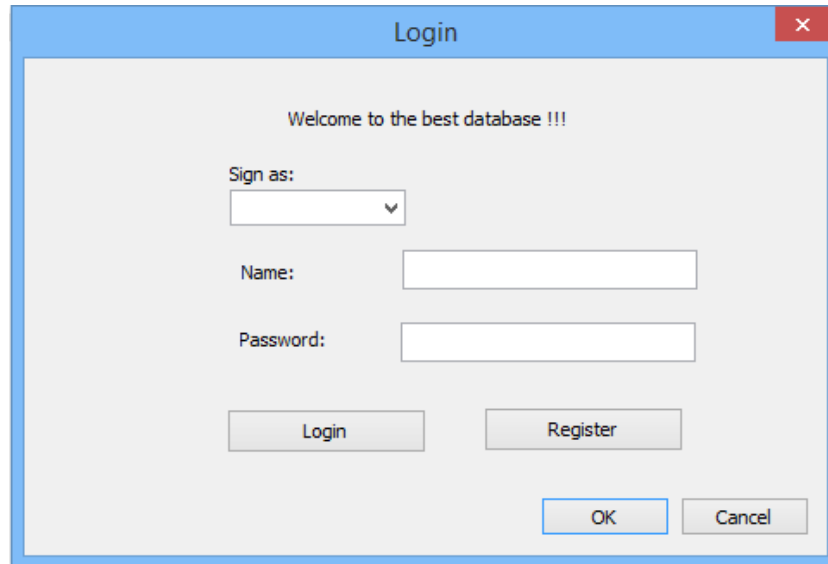 Login
Welcome to the best database !!!
Sign as:
Name:
Password:
Login
Register
OK
Cancel